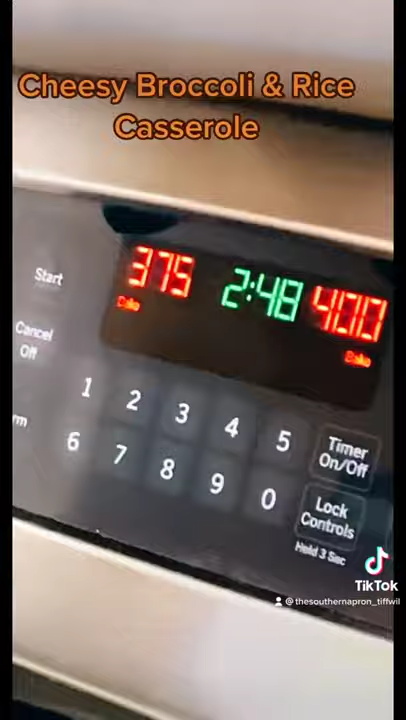 Cheesy Broccoli & Rice
Casserole
375 2:48 400
Bake Bake
Start
Cancel
Off
1 2 3 4 5
Timer
On/Off
6 7 8 9 0
Lock
Controls
Hold 3 Sec
TikTok
@thesouthernapron_tiffwil